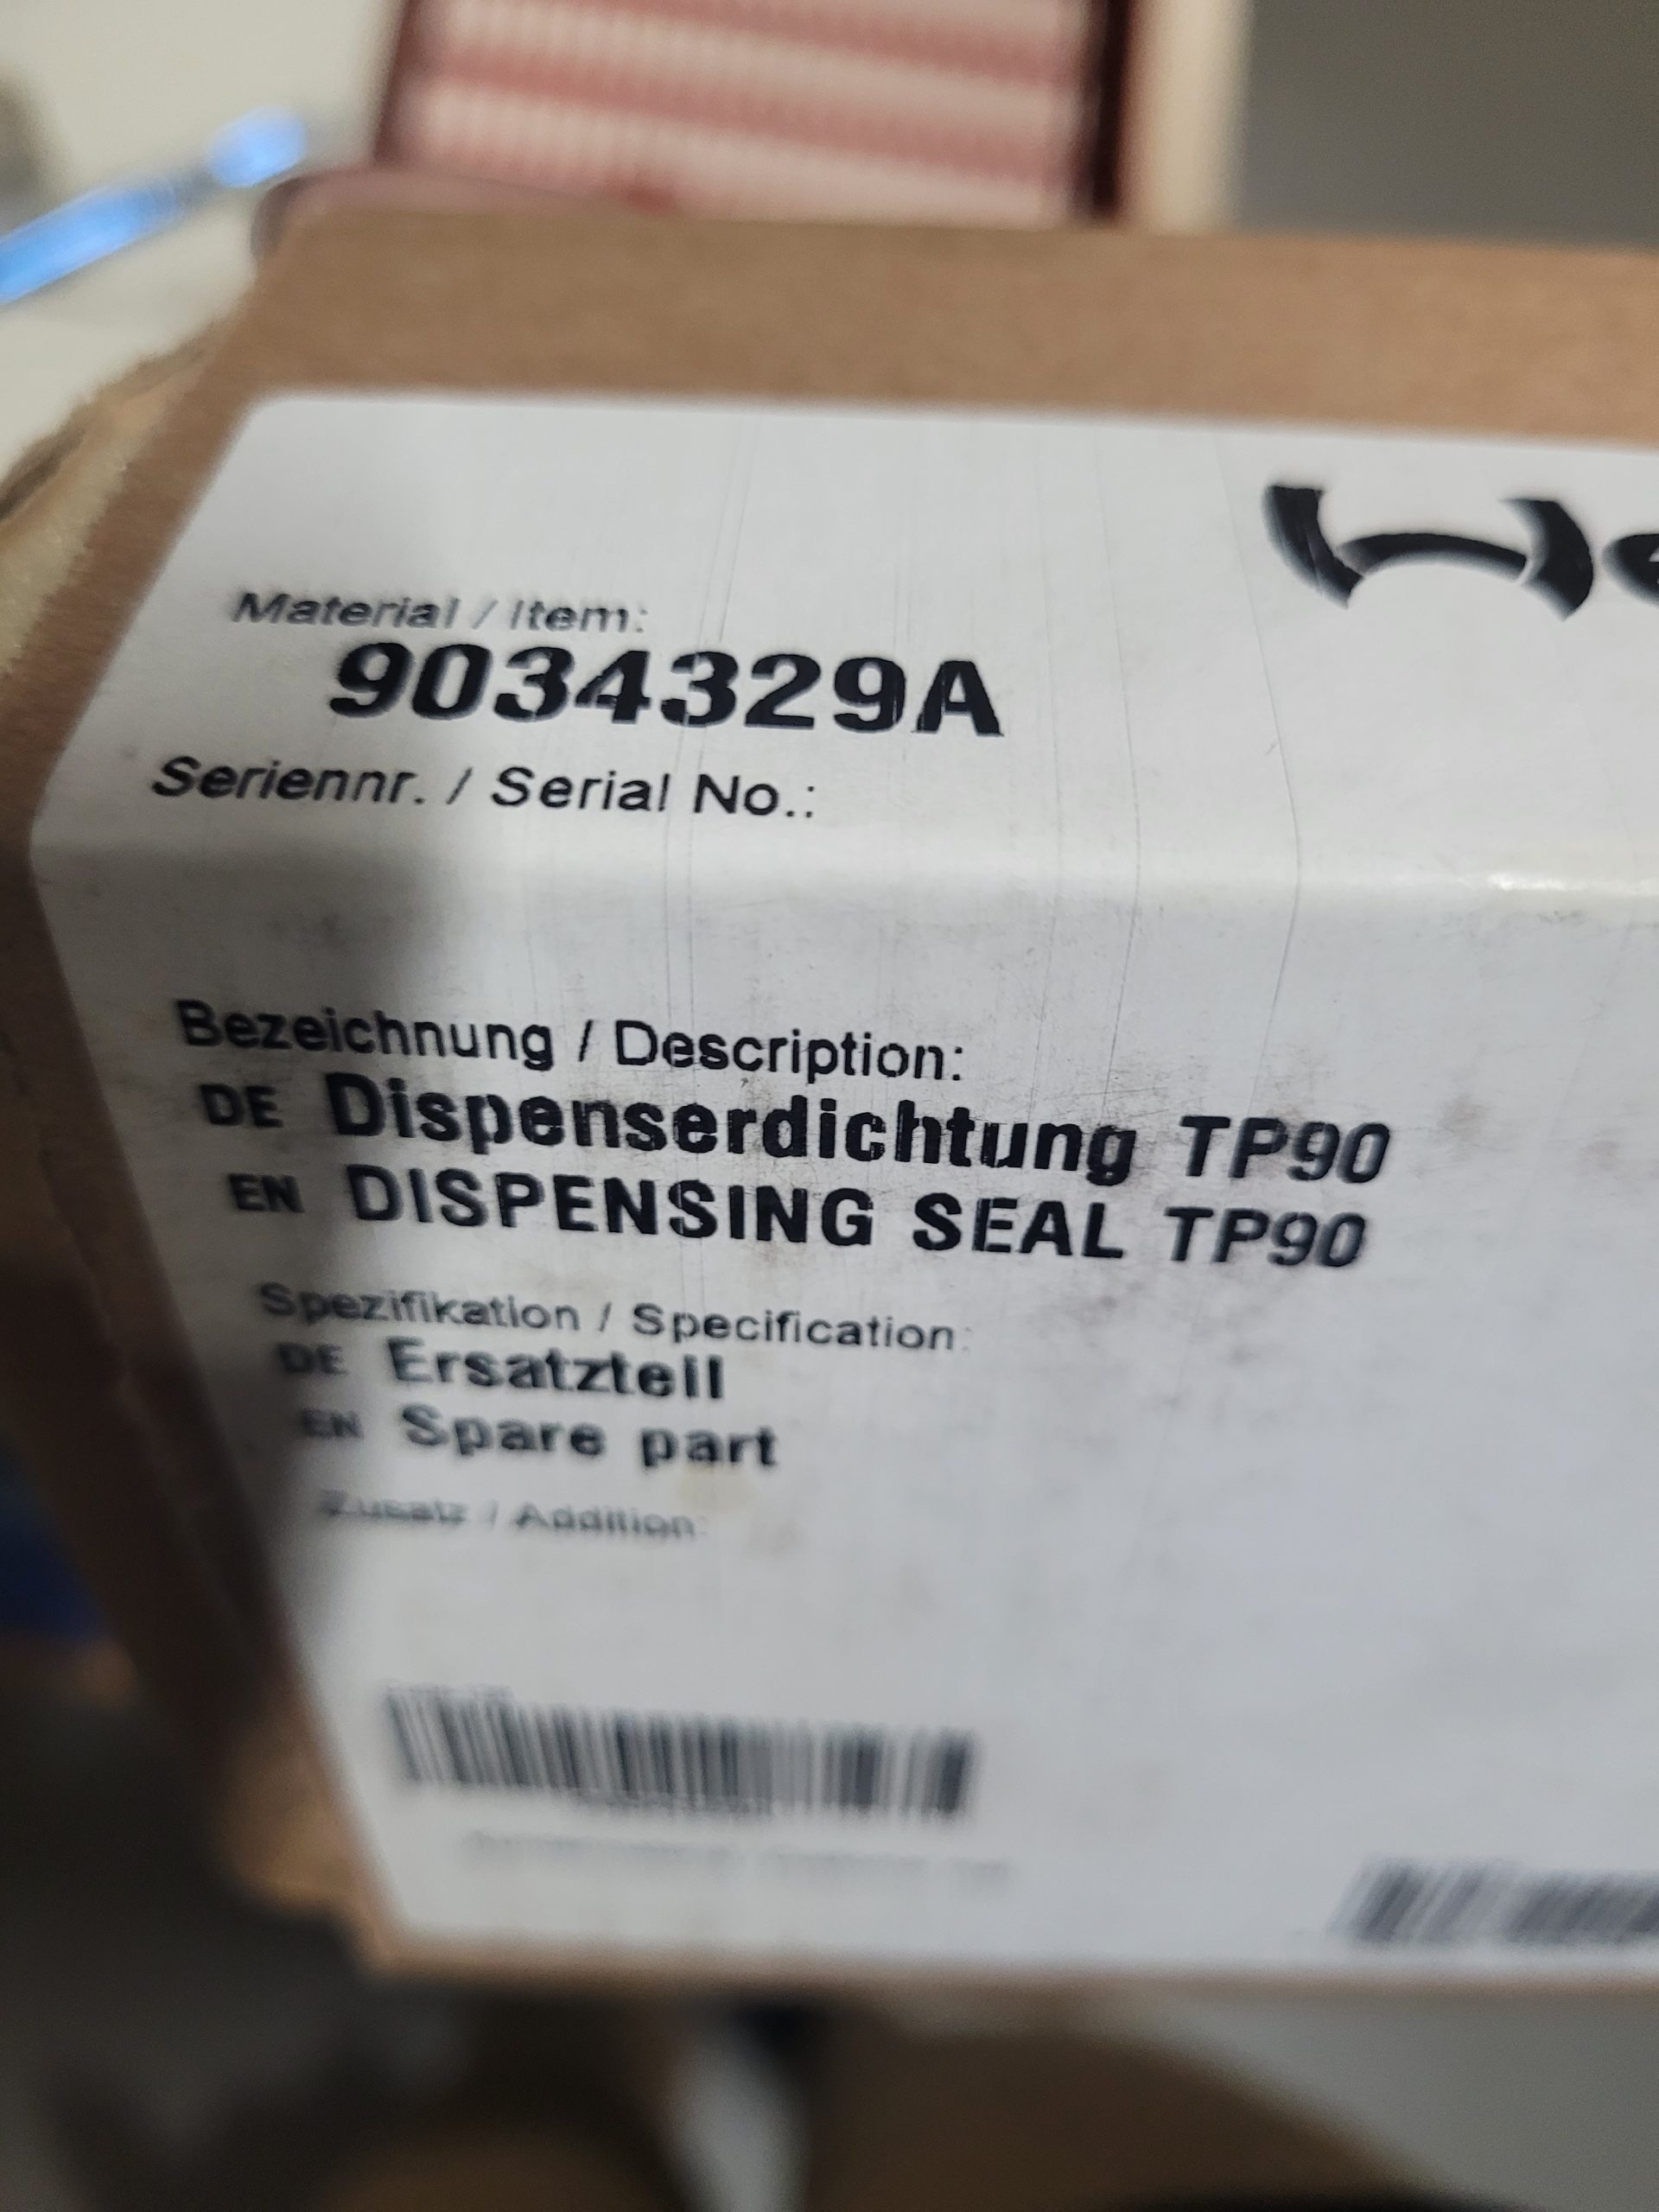 Material / Item:
9034329A
Seriennr. / Serial No.:
Bezeichnung / Description:
DE Dispenserdichtung TP90
EN DISPENSING SEAL TP90
Spezifikation / Specification:
DE Ersatzteil
EN Spare part
Zusatz / Addition: